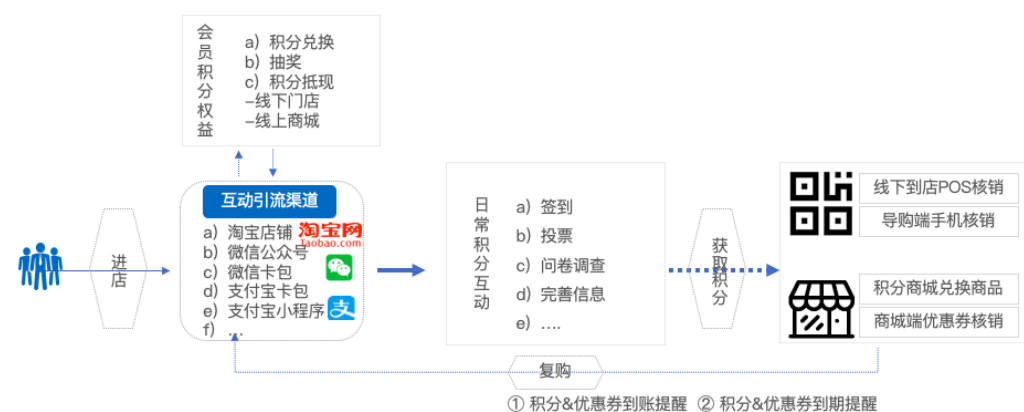 会员积分权益
a）积分兑换
b）抽奖
c）积分抵现
–线下门店
–线上商城
进店
互动引流渠道
a）淘宝店铺
淘宝网
Taobao.com
b）微信公众号
c）微信卡包
d）支付宝卡包
e）支付宝小程序
支
f）…
日常积分互动
a）签到
b）投票
c）问卷调查
d）完善信息
e）….
获取积分
线下到店POS核销
导购端手机核销
积分商城兑换商品
商城端优惠券核销
复购
① 积分&优惠券到账提醒 ② 积分&优惠券到期提醒